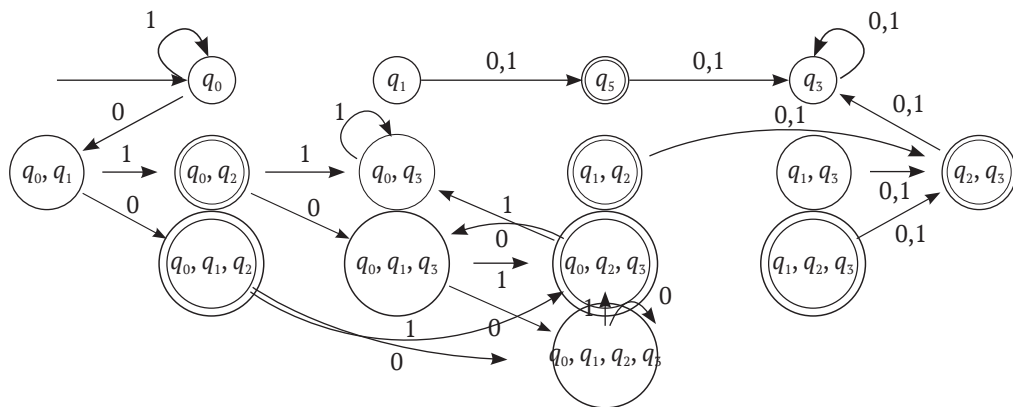 1 0,1
q₀ q₁ 0,1 q₅ 0,1 q₃
0 1 0,1 0,1
q₀, q₁ 1 q₀, q₂ 1 q₀, q₃ q₁, q₂ q₁, q₃ 0,1 q₂, q₃
0 0 1 0,1
q₀, q₁, q₂ q₀, q₁, q₃ 0 1 q₀, q₂, q₃ q₁, q₂, q₃
1 0 1 0
0 q₀, q₁, q₂, q₃